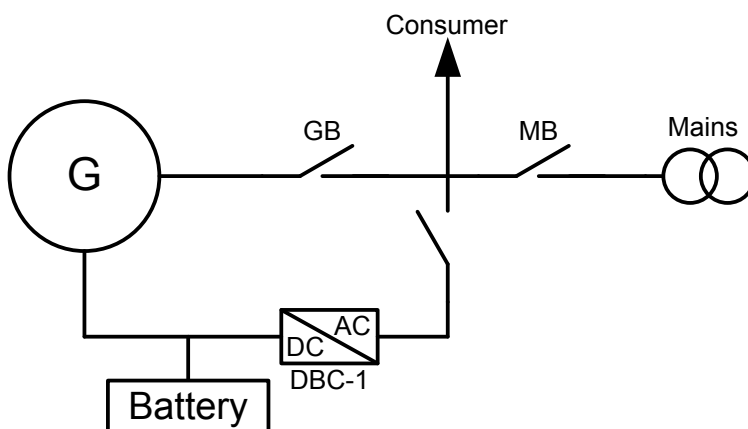 Consumer
GB
MB
Mains
G
AC
DC
DBC-1
Battery